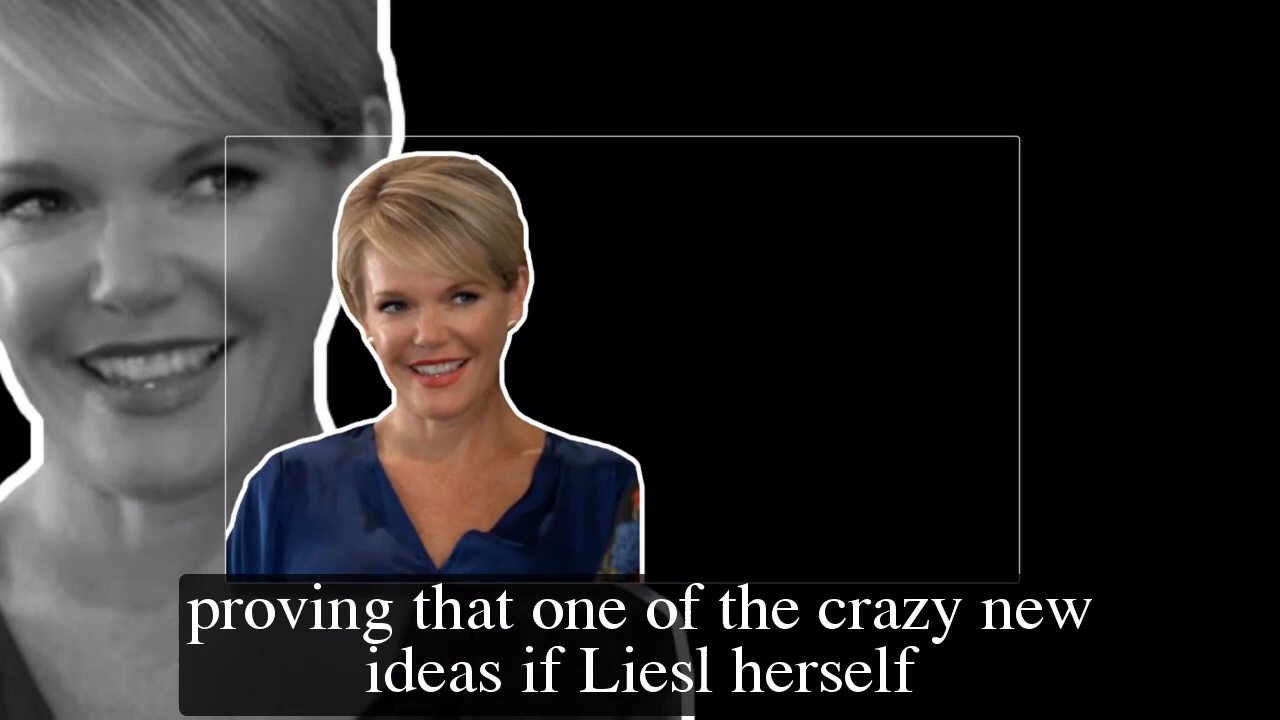 proving that one of the crazy new
ideas if Liesl herself